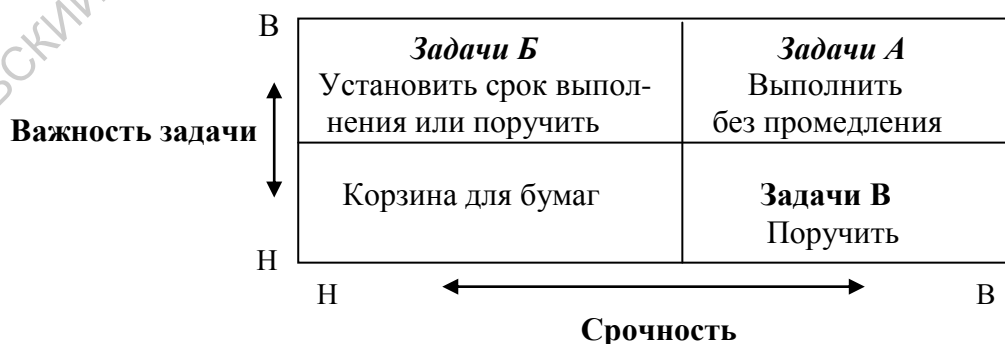 ВСКИЙ
В
Задачи Б
Установить срок выпол-
нения или поручить
Задачи А
Выполнить
без промедления
Важность задачи
Корзина для бумаг
Задачи В
Поручить
Н
Н
В
Срочность